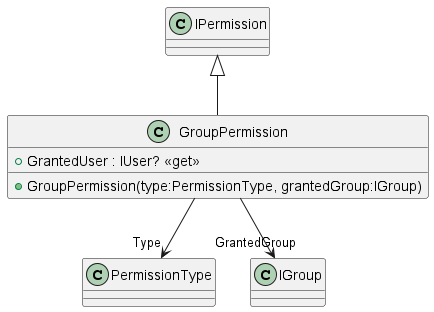 C IPermission
C GroupPermission
GrantedUser : IUser? «get»
GroupPermission(type:PermissionType, grantedGroup:IGroup)
Type
GrantedGroup
C PermissionType
C IGroup